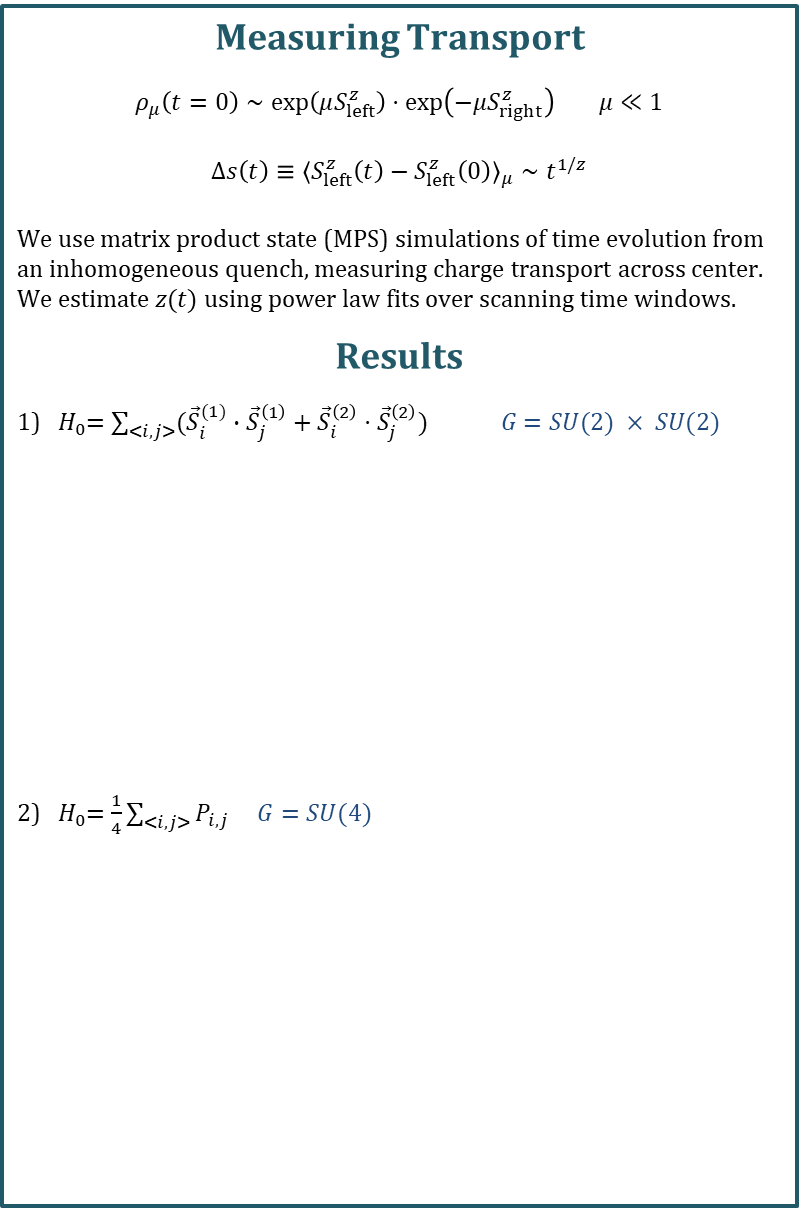 Measuring Transport
ρ_μ(t = 0) ~ exp(μS^z_left) · exp(−μS^z_right)   μ ≪ 1
Δs(t) ≡ ⟨S^z_left(t) − S^z_left(0)⟩_μ ~ t^{1/z}
We use matrix product state (MPS) simulations of time evolution from
an inhomogeneous quench, measuring charge transport across center.
We estimate z(t) using power law fits over scanning time windows.
Results
1) H_0= ∑_{<i,j>}(S⃗_i^{(1)} · S⃗_j^{(1)} + S⃗_i^{(2)} · S⃗_j^{(2)})   G = SU(2) × SU(2)
2) H_0= 1/4 ∑_{<i,j>} P_{i,j}   G = SU(4)